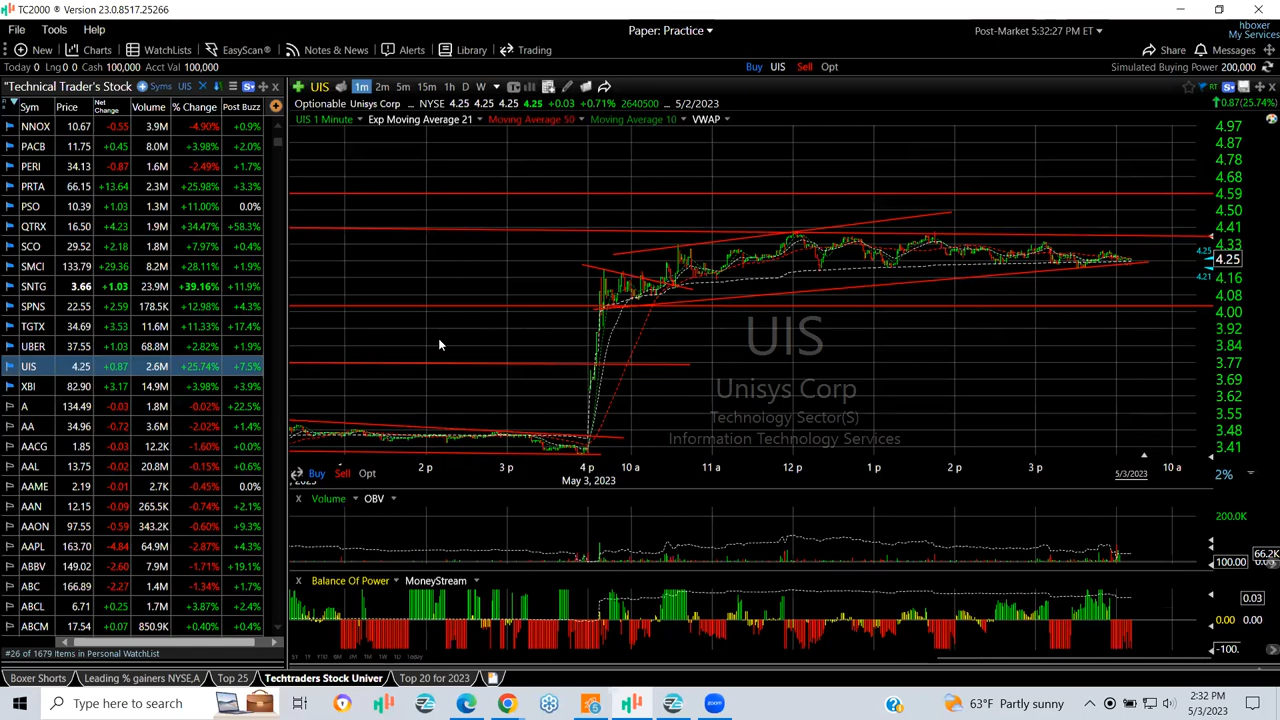 TC2000 ® Version 23.0.8517.25266
File Tools Help
Paper: Practice
Post-Market 5:32:27 PM ET
hboxer
My Services
New Charts WatchLists EasyScan® Notes & News Alerts Library Trading
Share Messages
Today 0 Lng0 0 Cash 100,000 Acct Val 100,000
Buy UIS Sell Opt
Simulated Buying Power 200,000
"Technical Trader's Stock Syms UIS
UIS 1m 2m 5m 15m 1h D W
RT
Sym Price Net Change Volume % Change Post Buzz
Optionable Unisys Corp ... NYSE 4.25 4.25 4.25 4.25 +0.03 +0.71% 2640500 ... 5/2/2023
0.87(25.74%)
UIS 1 Minute Exp Moving Average 21 Moving Average 50 Moving Average 10 VWAP
NNOX 10.67 -0.55 3.9M -4.90% +0.9%
PACB 11.75 +0.45 8.0M +3.98% +2.0%
PERI 34.13 -0.87 1.6M -2.49% +1.7%
PRTA 66.15 +13.64 2.3M +25.98% +3.3%
PSO 10.39 +1.03 1.3M +11.00% 0.0%
QTRX 16.50 +4.23 1.9M +34.47% +58.3%
SCO 29.52 +2.18 1.8M +7.97% +0.4%
SMCI 133.79 +29.36 8.2M +28.11% +1.9%
SNTG 3.66 +1.03 23.9M +39.16% +11.9%
SPNS 22.55 +2.59 178.5K +12.98% +4.3%
TGTX 34.69 +3.53 11.6M +11.33% +17.4%
UBER 37.55 +1.03 68.8M +2.82% +1.9%
UIS 4.25 +0.87 2.6M +25.74% +7.5%
XBI 82.90 +3.17 14.9M +3.98% +3.9%
A 134.49 -0.03 1.8M -0.02% +22.5%
AA 34.96 -0.72 3.6M -2.02% +1.4%
AACG 1.85 -0.03 12.2K -1.60% +0.0%
AAL 13.75 -0.02 20.8M -0.15% +0.6%
AAME 2.19 -0.01 2.7K -0.45% 0.0%
AAN 12.15 -0.09 265.5K -0.74% +2.1%
AAON 97.55 -0.59 343.2K -0.60% +9.3%
AAPL 163.70 -4.84 64.9M -2.87% +4.3%
ABBV 149.02 -2.60 7.9M -1.71% +19.1%
ABC 166.89 -2.27 1.4M -1.34% +1.7%
ABCL 6.71 +0.25 1.7M +3.87% +2.4%
ABCM 17.54 +0.07 850.9K +0.40% +0.4%
4.97
4.87
4.78
4.68
4.59
4.50
4.41
4.33
4.25
4.25
4.21
4.16
4.08
4.00
3.92
3.84
3.77
3.69
3.62
3.55
3.48
3.41
UIS
Unisys Corp
Technology Sector(S)
Information Technology Services
2 p 3 p 4 p 10 a 11 a 12 p 1 p 2 p 3 p 10 a
Buy Sell Opt
May 3, 2023
5/3/2023
2%
X Volume OBV
200.0K
66.2K
100.00
X Balance Of Power MoneyStream
0.03
0.00 0.00
-100.
#26 of 1679 Items in Personal WatchList
Boxer Shorts Leading % gainers NYSE,A Top 25 Techtraders Stock Univer Top 20 for 2023
Type here to search
63°F Partly sunny
2:32 PM
5/3/2023